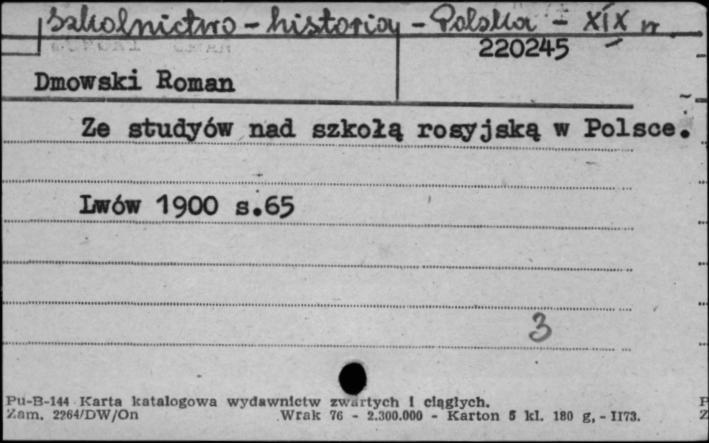 Szkolnictwo - historia - Polska - XIX w.
220245
Dmowski Roman
Ze studyów nad szkołą rosyjską w Polsce.
Lwów 1900 s.65
3
Pu-B-144 Karta katalogowa wydawnictw zwartych i ciągłych.
Zam. 2264/DW/On Wrak 76 - 2.300.000 - Karton 5 kl. 180 g, - II73.